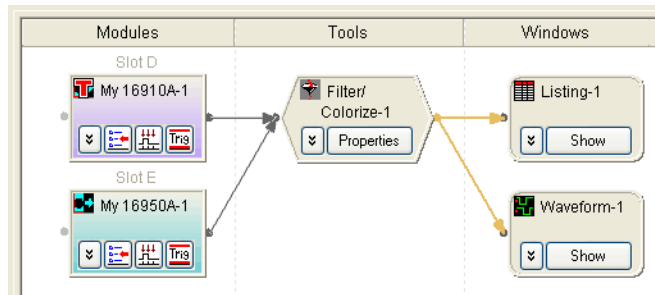 Modules
Tools
Windows
Slot D
My 16910A-1
Trig
Slot E
My 16950A-1
Trig
Filter/
Colorize-1
Properties
Listing-1
Show
Waveform-1
Show